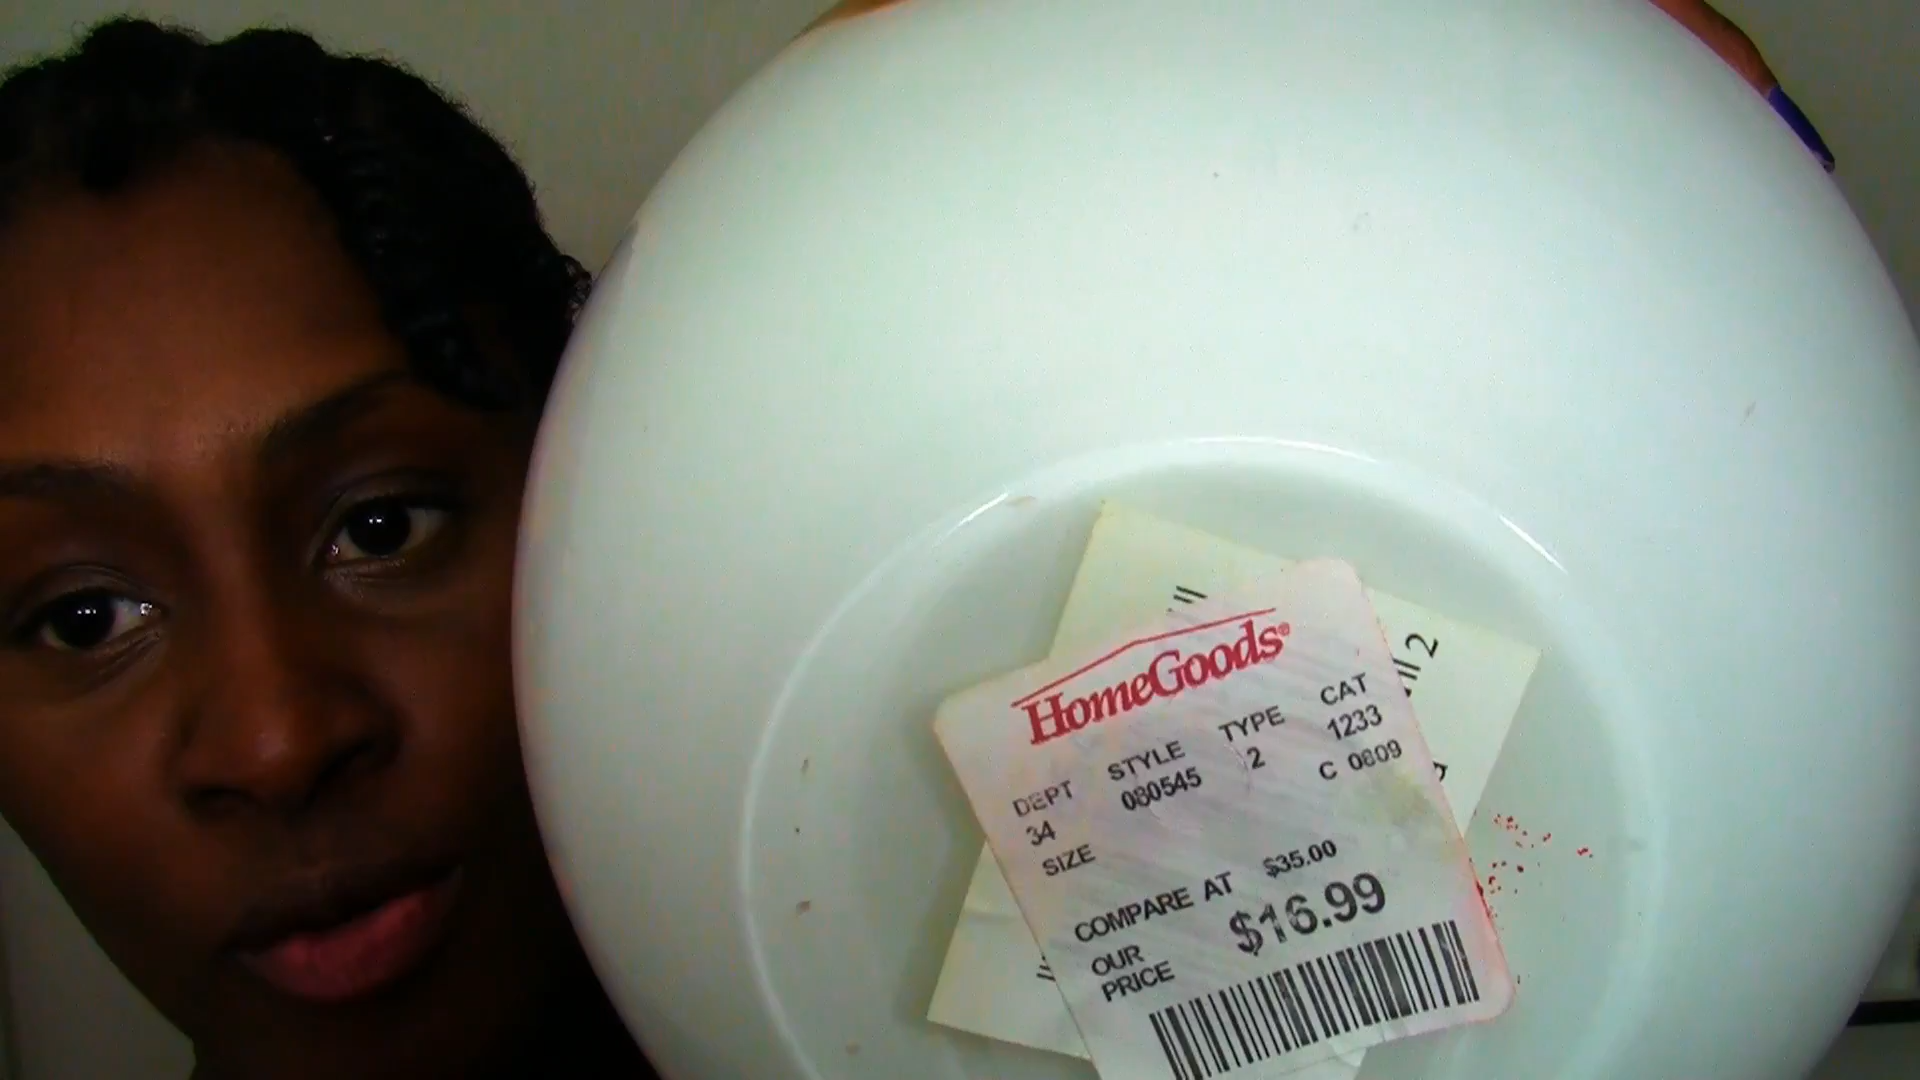 HomeGoods®
DEPT STYLE TYPE CAT
34 080545 2 1233
SIZE C 0809
COMPARE AT $35.00
OUR PRICE $16.99
2